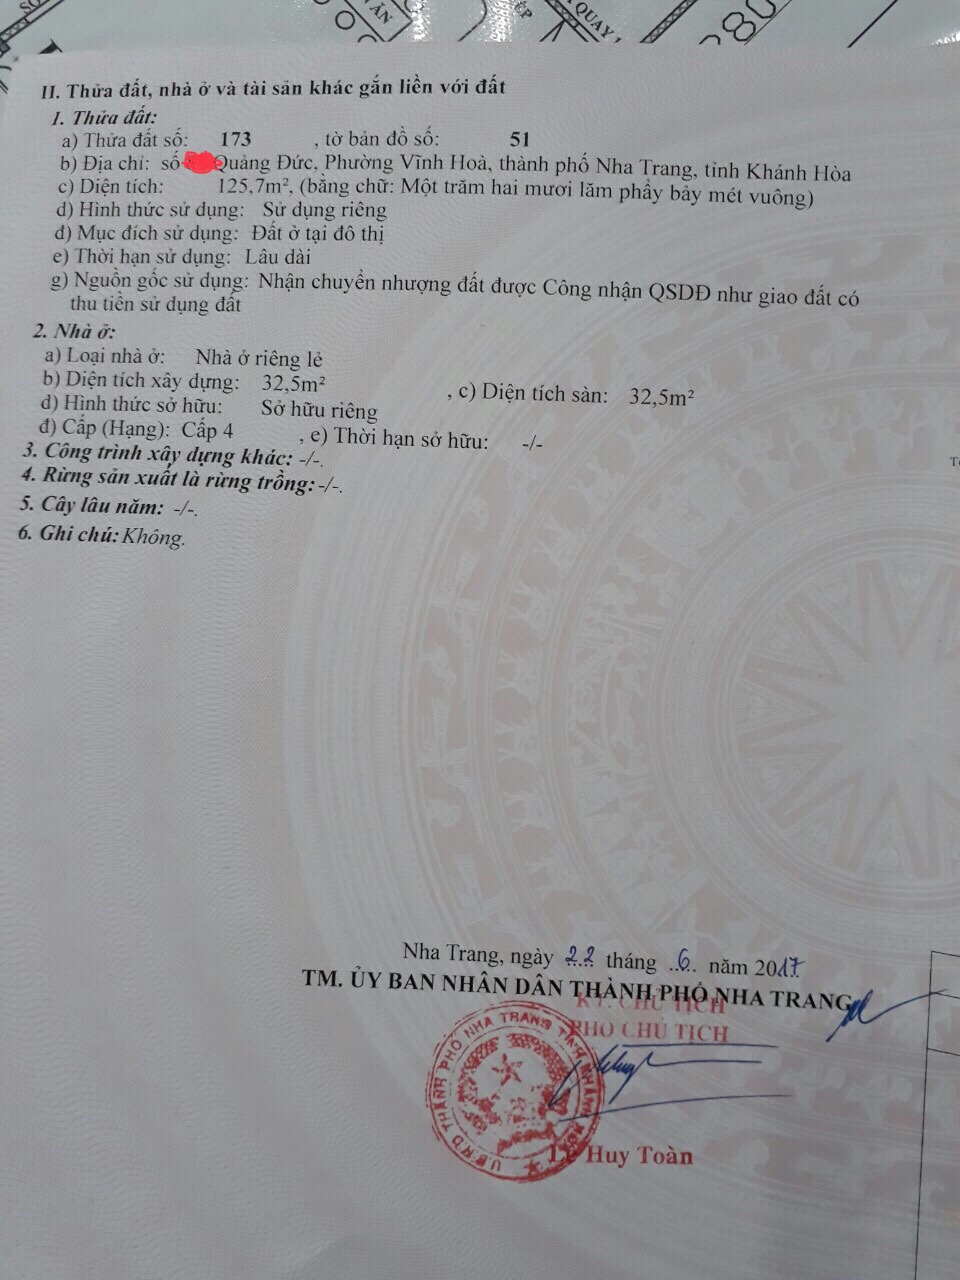 ĂN
ẾP
QUAY
80
II. Thửa đất, nhà ở và tài sản khác gắn liền với đất
1. Thửa đất:
a) Thửa đất số: 173 , tờ bản đồ số: 51
b) Địa chỉ: số Quảng Đức, Phường Vĩnh Hoà, thành phố Nha Trang, tỉnh Khánh Hòa
c) Diện tích: 125,7m², (bằng chữ: Một trăm hai mươi lăm phẩy bảy mét vuông)
d) Hình thức sử dụng: Sử dụng riêng
đ) Mục đích sử dụng: Đất ở tại đô thị
e) Thời hạn sử dụng: Lâu dài
g) Nguồn gốc sử dụng: Nhận chuyển nhượng đất được Công nhận QSDĐ như giao đất có
thu tiền sử dụng đất
2. Nhà ở:
a) Loại nhà ở: Nhà ở riêng lẻ
b) Diện tích xây dựng: 32,5m² , c) Diện tích sàn: 32,5m²
d) Hình thức sở hữu: Sở hữu riêng
đ) Cấp (Hạng): Cấp 4 , e) Thời hạn sở hữu: -/-
3. Công trình xây dựng khác: -/-.
4. Rừng sản xuất là rừng trồng: -/-.
5. Cây lâu năm: -/-.
6. Ghi chú: Không.
Nha Trang, ngày 22 tháng 6 năm 2017
TM. ỦY BAN NHÂN DÂN THÀNH PHỐ NHA TRANG
KT. CHỦ TỊCH
PHÓ CHỦ TỊCH
U.B.N.D THÀNH PHỐ NHA TRANG TỈNH KHÁNH HÒA
Lê Huy Toàn